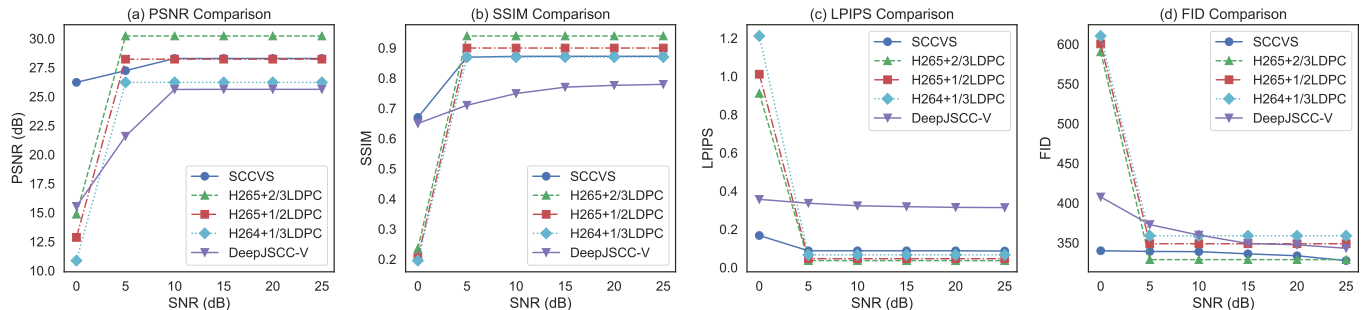 (a) PSNR Comparison
PSNR (dB)
30.0
27.5
25.0
22.5
20.0
17.5
15.0
12.5
10.0
SCCVS
H265+2/3LDPC
H265+1/2LDPC
H264+1/3LDPC
DeepJSCC-V
0 5 10 15 20 25
SNR (dB)
(b) SSIM Comparison
SSIM
0.9
0.8
0.7
0.6
0.5
0.4
0.3
0.2
SCCVS
H265+2/3LDPC
H265+1/2LDPC
H264+1/3LDPC
DeepJSCC-V
0 5 10 15 20 25
SNR (dB)
(c) LPIPS Comparison
LPIPS
1.2
1.0
0.8
0.6
0.4
0.2
0.0
SCCVS
H265+2/3LDPC
H265+1/2LDPC
H264+1/3LDPC
DeepJSCC-V
0 5 10 15 20 25
SNR (dB)
(d) FID Comparison
FID
600
550
500
450
400
350
SCCVS
H265+2/3LDPC
H265+1/2LDPC
H264+1/3LDPC
DeepJSCC-V
0 5 10 15 20 25
SNR (dB)